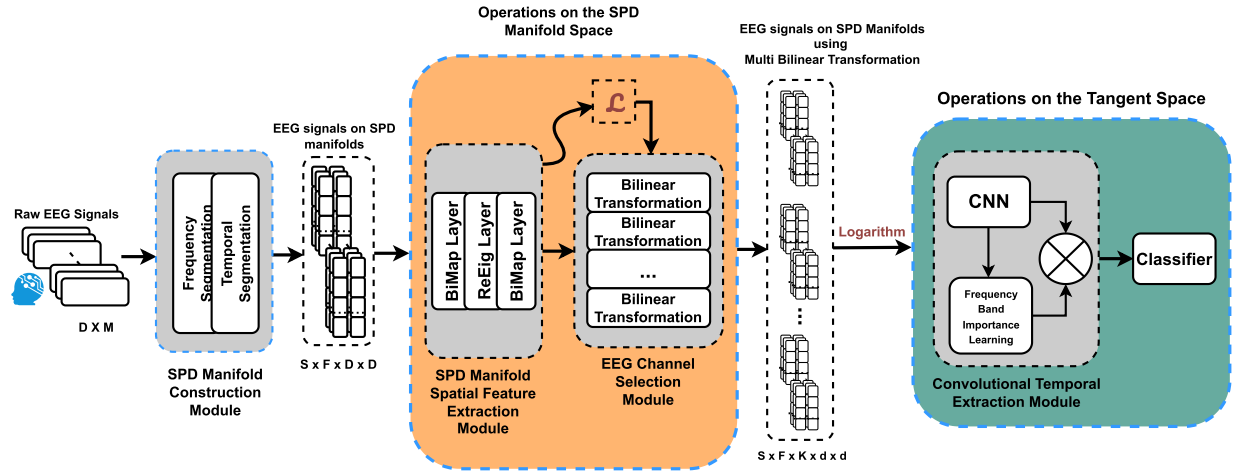 Raw EEG Signals
D X M
Frequency
Segmentation
Temporal
Segmentation
SPD Manifold
Construction
Module
EEG signals on SPD
manifolds
S x F x D x D
Operations on the SPD
Manifold Space
ℒ
BiMap Layer
ReEig Layer
BiMap Layer
SPD Manifold
Spatial Feature
Extraction
Module
Bilinear
Transformation
Bilinear
Transformation
...
Bilinear
Transformation
EEG Channel
Selection
Module
EEG signals on SPD Manifolds
using
Multi Bilinear Transformation
S x F x K x d x d
Logarithm
Operations on the Tangent Space
CNN
Frequency
Band
Importance
Learning
Convolutional Temporal
Extraction Module
Classifier